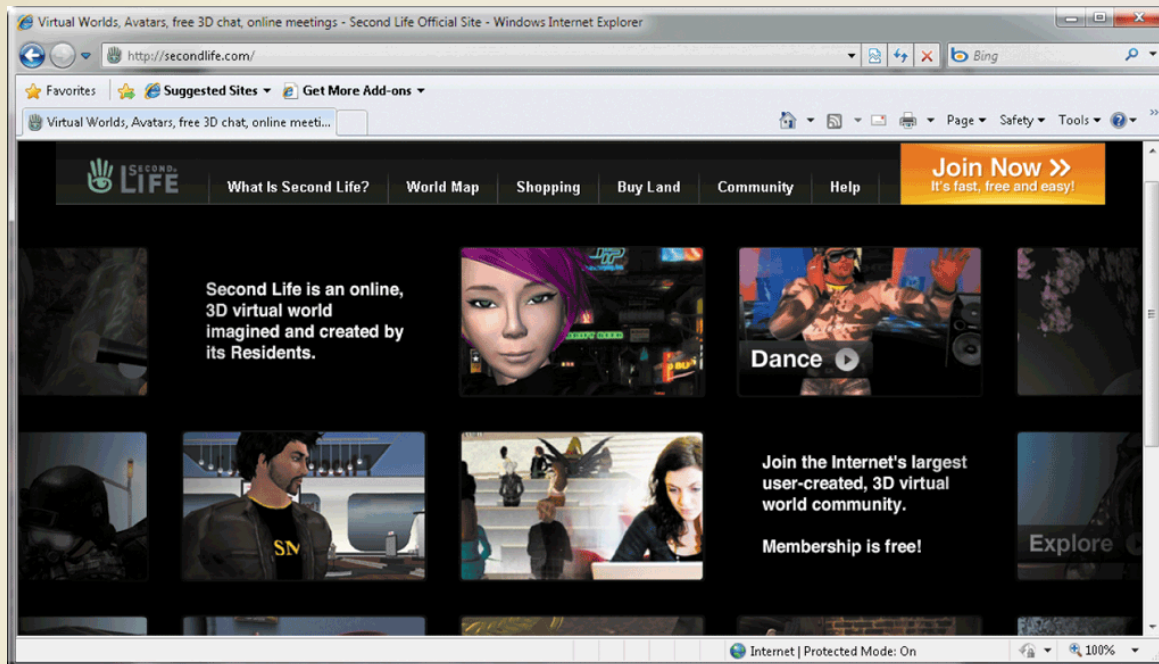 Virtual Worlds, Avatars, free 3D chat, online meetings - Second Life Official Site - Windows Internet Explorer
http://secondlife.com/
Bing
Favorites Suggested Sites Get More Add-ons
Virtual Worlds, Avatars, free 3D chat, online meeti...
Page Safety Tools
SECOND LIFE
What Is Second Life? World Map Shopping Buy Land Community Help
Join Now >>
It's fast, free and easy!
Second Life is an online,
3D virtual world
imagined and created by
its Residents.
Dance
SM
Join the Internet's largest
user-created, 3D virtual
world community.
Membership is free!
Explore
Internet | Protected Mode: On
100%